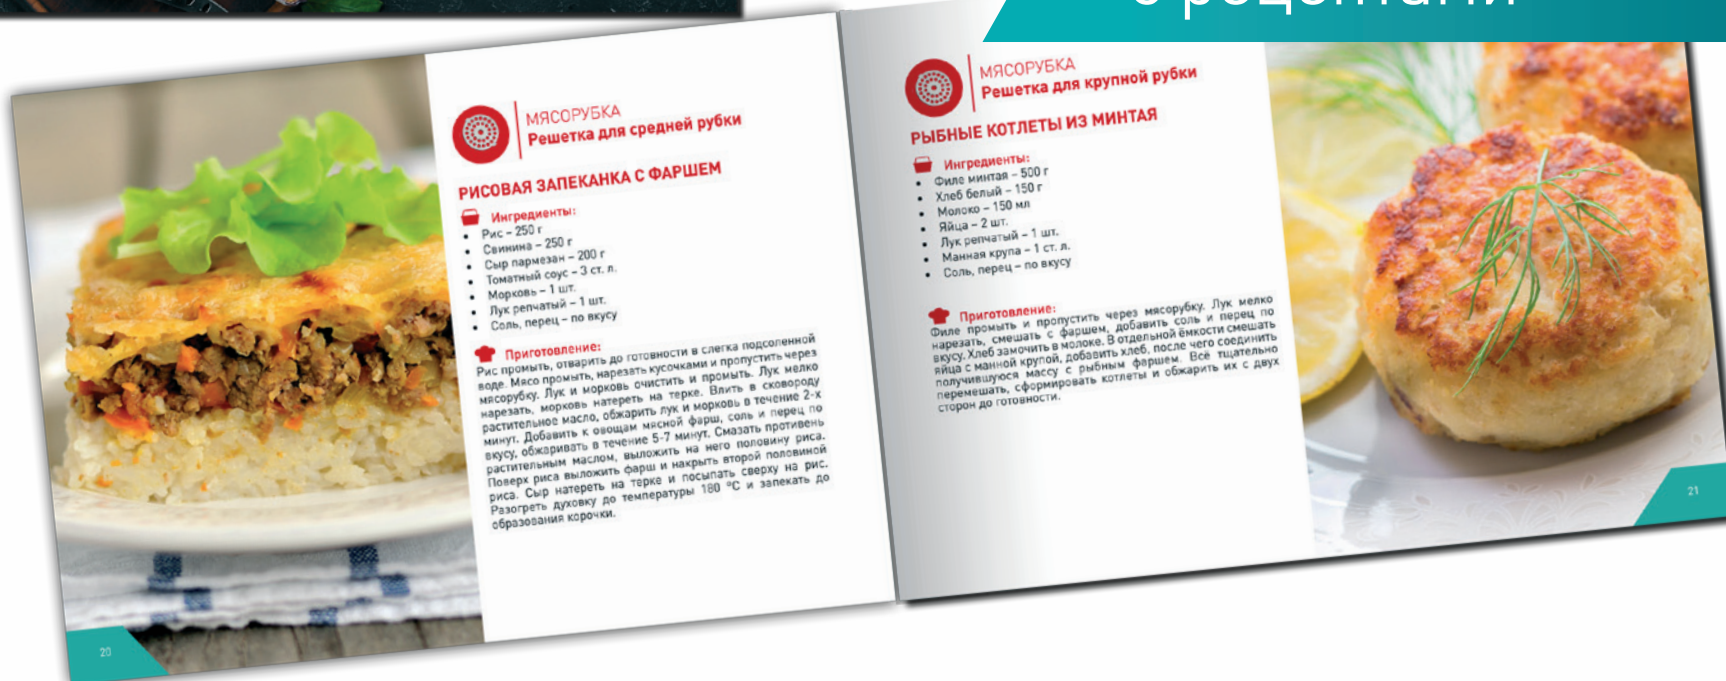 с рецептами
МЯСОРУБКА
Решетка для средней рубки
РИСОВАЯ ЗАПЕКАНКА С ФАРШЕМ
Ингредиенты:
• Рис – 250 г
• Свинина – 250 г
• Сыр пармезан – 200 г
• Томатный соус – 3 ст. л.
• Морковь – 1 шт.
• Лук репчатый – 1 шт.
• Соль, перец – по вкусу
Приготовление:
Рис промыть, отварить до готовности в слегка подсоленной
воде. Мясо промыть, нарезать кусочками и пропустить через
мясорубку. Лук и морковь очистить и промыть. Лук мелко
нарезать, морковь натереть на терке. Влить в сковороду
растительное масло, обжарить лук и морковь в течение 2-х
минут. Добавить к овощам мясной фарш, соль и перец по
вкусу, обжаривать в течение 5-7 минут. Смазать противень
растительным маслом, выложить на него половину риса.
Поверх риса выложить фарш и накрыть второй половиной
риса. Сыр натереть на терке и посыпать сверху на рис.
Разогреть духовку до температуры 180 °С и запекать до
образования корочки.
20
МЯСОРУБКА
Решетка для крупной рубки
РЫБНЫЕ КОТЛЕТЫ ИЗ МИНТАЯ
Ингредиенты:
• Филе минтая – 500 г
• Хлеб белый – 150 г
• Молоко – 150 мл
• Яйца – 2 шт.
• Лук репчатый – 1 шт.
• Манная крупа – 1 ст. л.
• Соль, перец – по вкусу
Приготовление:
Филе промыть и пропустить через мясорубку. Лук мелко
нарезать, смешать с фаршем, добавить соль и перец по
вкусу. Хлеб замочить в молоке. В отдельной ёмкости смешать
яйца с манной крупой, добавить хлеб, после чего соединить
получившуюся массу с рыбным фаршем. Всё тщательно
перемешать, сформировать котлеты и обжарить их с двух
сторон до готовности.
21